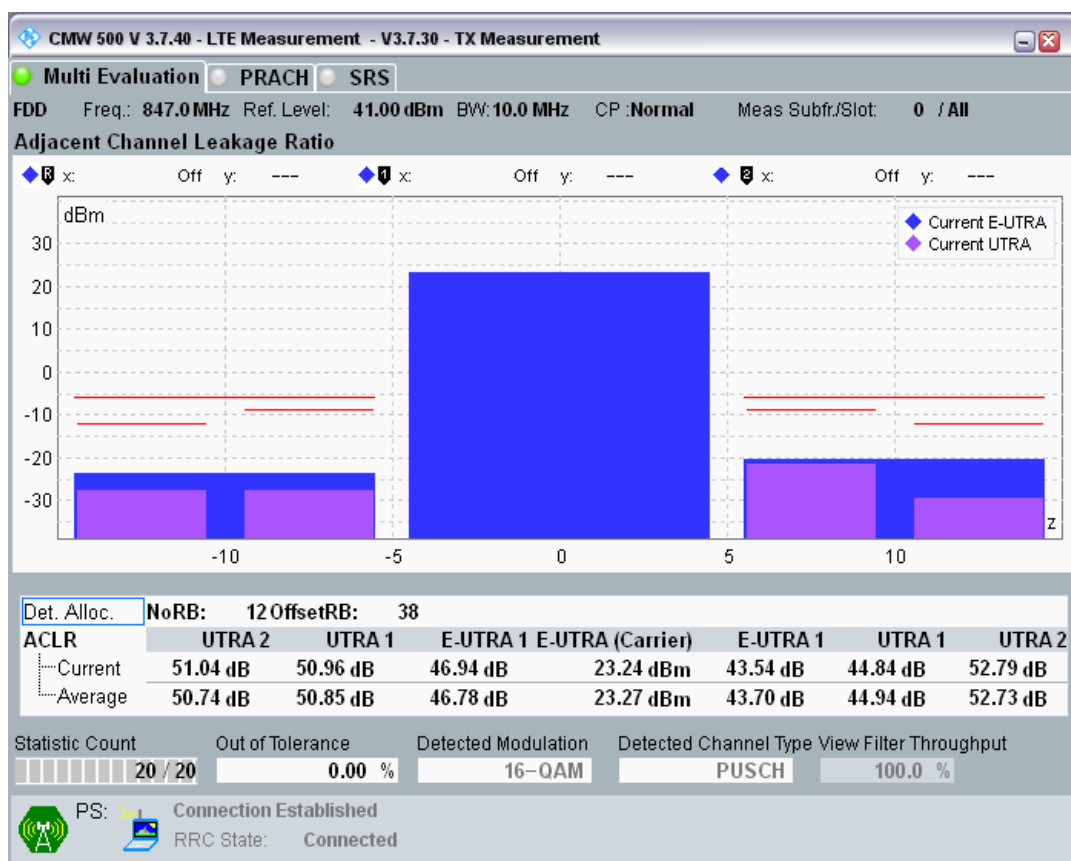 CMW 500 V 3.7.40 - LTE Measurement - V3.7.30 - TX Measurement
Multi Evaluation PRACH SRS
FDD Freq.: 847.0 MHz Ref. Level: 41.00 dBm BW: 10.0 MHz CP :Normal Meas Subfr./Slot: 0 / All
Adjacent Channel Leakage Ratio
R x: Off y: --- 1 x: Off y: --- 2 x: Off y: ---
dBm
Current E-UTRA
Current UTRA
30
20
10
0
-10
-20
-30
z
-10 -5 0 5 10
Det. Alloc. NoRB: 12 OffsetRB: 38
ACLR UTRA 2 UTRA 1 E-UTRA 1 E-UTRA (Carrier) E-UTRA 1 UTRA 1 UTRA 2
Current 51.04 dB 50.96 dB 46.94 dB 23.24 dBm 43.54 dB 44.84 dB 52.79 dB
Average 50.74 dB 50.85 dB 46.78 dB 23.27 dBm 43.70 dB 44.94 dB 52.73 dB
Statistic Count Out of Tolerance Detected Modulation Detected Channel Type View Filter Throughput
20 / 20 0.00 % 16-QAM PUSCH 100.0 %
PS: Connection Established
RRC State: Connected